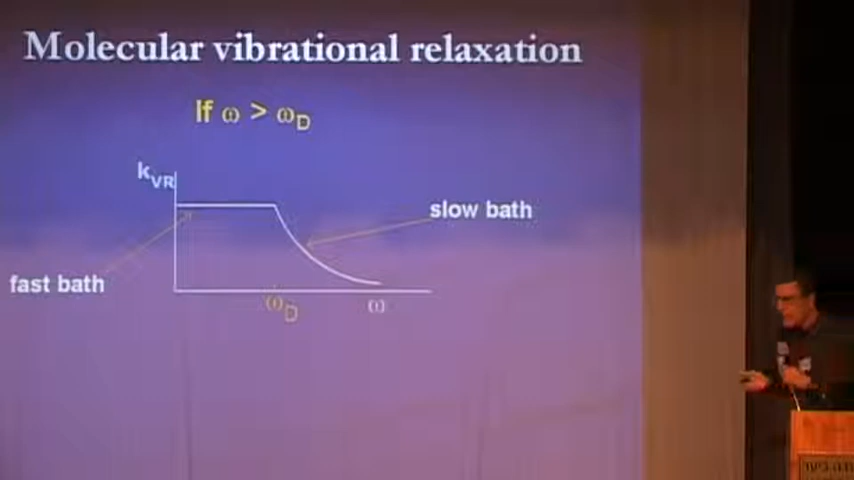 Molecular vibrational relaxation
If ω > ωD
kVR
slow bath
fast bath
ωD
ω